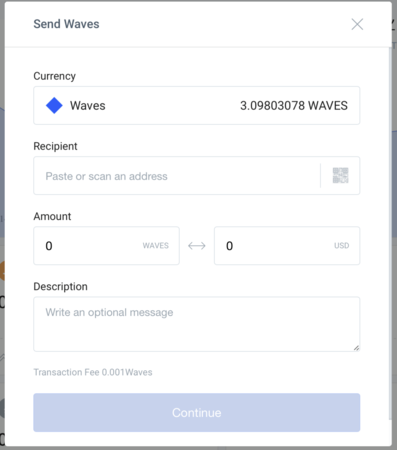 Send Waves
Currency
Waves 3.09803078 WAVES
Recipient
Paste or scan an address
Amount
0 WAVES 0 USD
Description
Write an optional message
Transaction Fee 0.001Waves
Continue